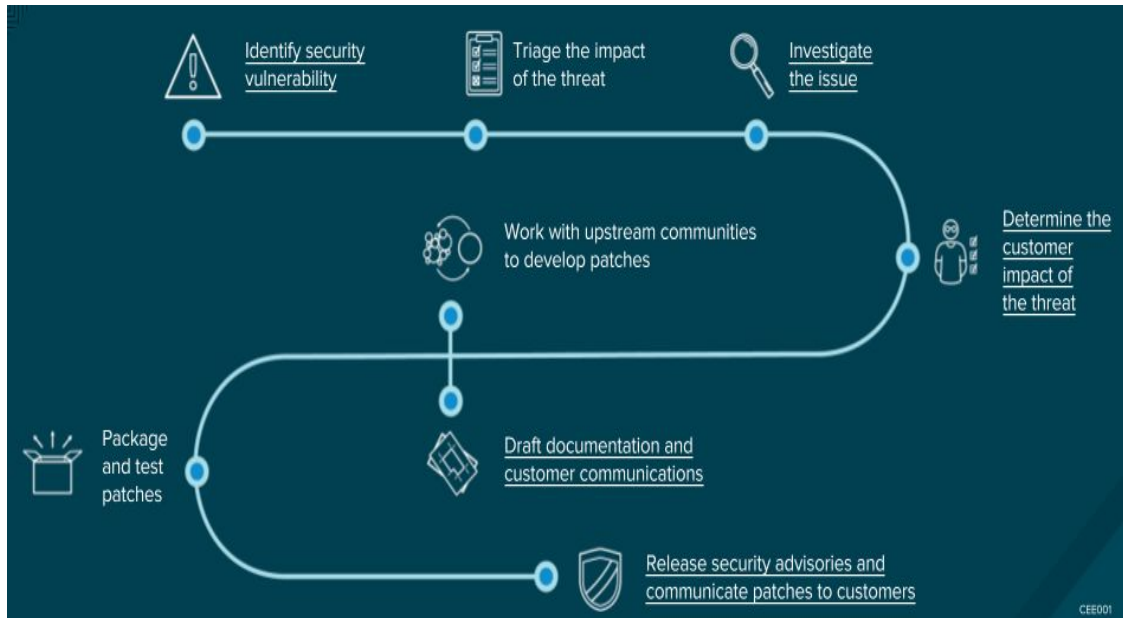 Identify security
vulnerability
Triage the impact
of the threat
Investigate
the issue
Determine the
customer
impact of
the threat
Work with upstream communities
to develop patches
Draft documentation and
customer communications
Package
and test
patches
Release security advisories and
communicate patches to customers
CEE001